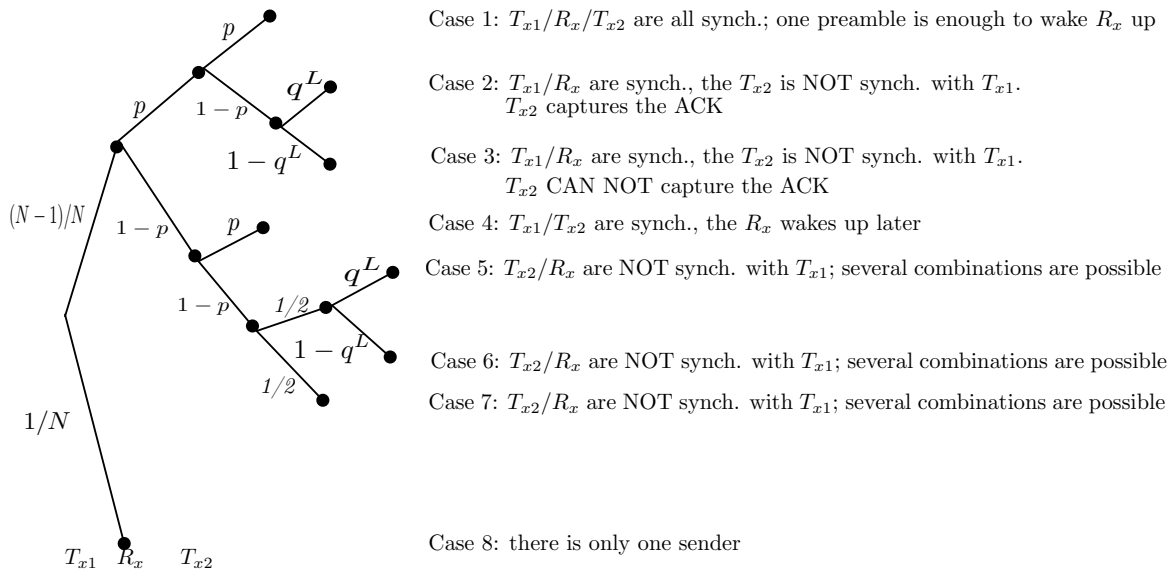 p
Case 1: T_{x1}/R_x/T_{x2} are all synch.; one preamble is enough to wake R_x up
p
1 − p
q^L
Case 2: T_{x1}/R_x are synch., the T_{x2} is NOT synch. with T_{x1}.
T_{x2} captures the ACK
1 − q^L
Case 3: T_{x1}/R_x are synch., the T_{x2} is NOT synch. with T_{x1}.
T_{x2} CAN NOT capture the ACK
(N − 1)/N
1 − p
p
Case 4: T_{x1}/T_{x2} are synch., the R_x wakes up later
q^L
Case 5: T_{x2}/R_x are NOT synch. with T_{x1}; several combinations are possible
1 − p
1/2
1 − q^L
Case 6: T_{x2}/R_x are NOT synch. with T_{x1}; several combinations are possible
1/2
Case 7: T_{x2}/R_x are NOT synch. with T_{x1}; several combinations are possible
1/N
Case 8: there is only one sender
T_{x1} R_x T_{x2}